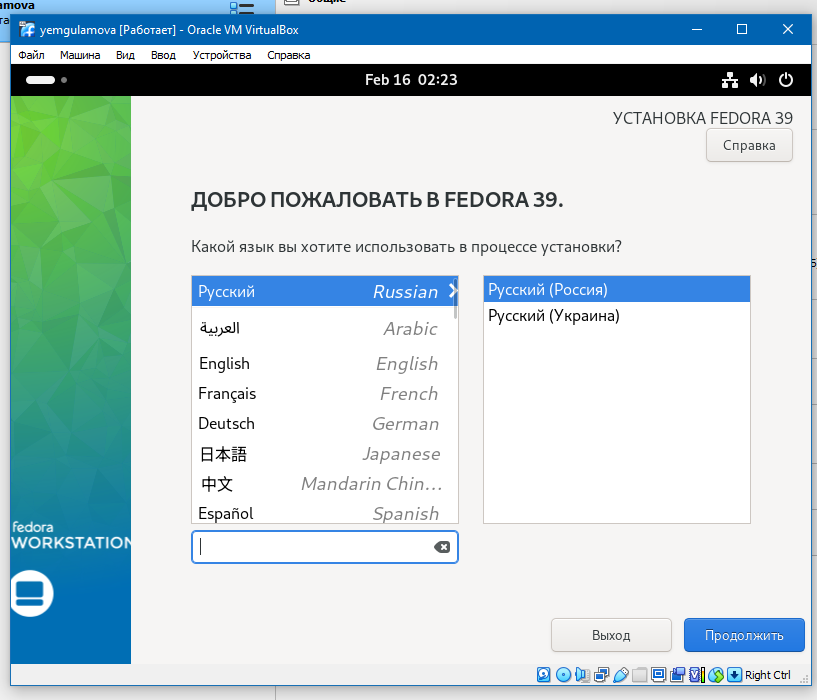 amova
yemgulamova [Работает] - Oracle VM VirtualBox
Файл Машина Вид Ввод Устройства Справка
Feb 16 02:23
УСТАНОВКА FEDORA 39
Справка
ДОБРО ПОЖАЛОВАТЬ В FEDORA 39.
Какой язык вы хотите использовать в процессе установки?
Русский Russian
العربية Arabic
English English
Français French
Deutsch German
日本語 Japanese
中文 Mandarin Chin...
Español Spanish
Русский (Россия)
Русский (Украина)
fedora
WORKSTATION
Выход Продолжить
Right Ctrl